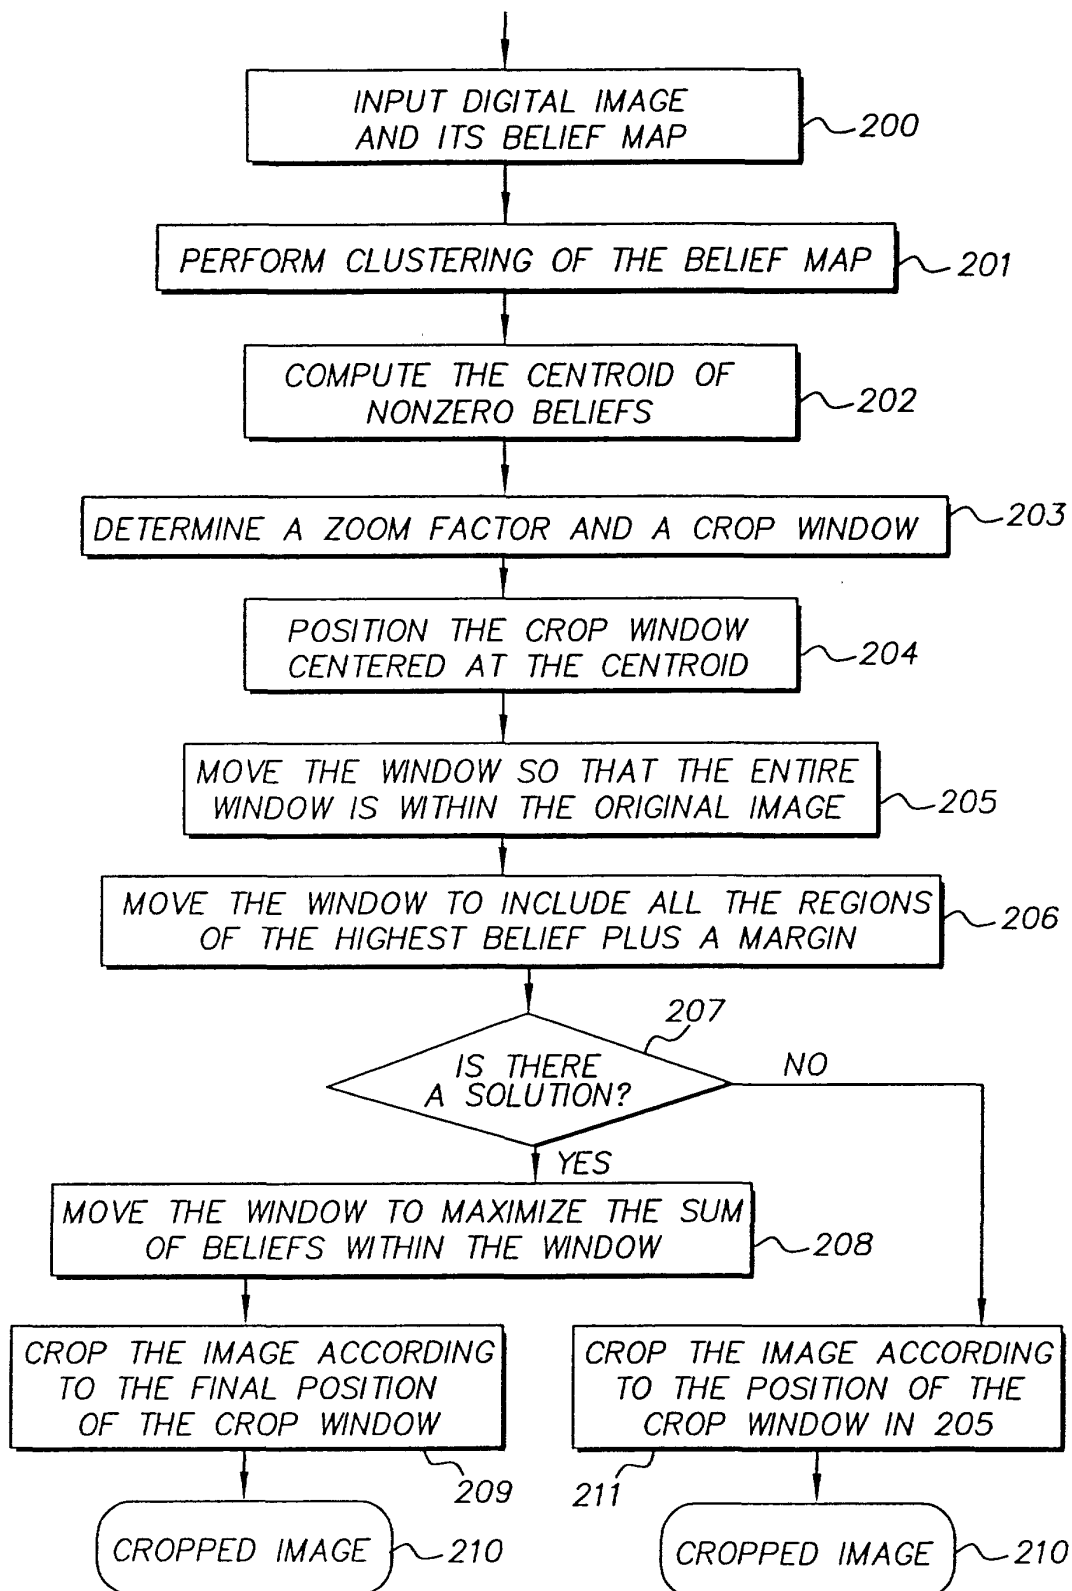 INPUT DIGITAL IMAGE
AND ITS BELIEF MAP
200
PERFORM CLUSTERING OF THE BELIEF MAP
201
COMPUTE THE CENTROID OF
NONZERO BELIEFS
202
DETERMINE A ZOOM FACTOR AND A CROP WINDOW
203
POSITION THE CROP WINDOW
CENTERED AT THE CENTROID
204
MOVE THE WINDOW SO THAT THE ENTIRE
WINDOW IS WITHIN THE ORIGINAL IMAGE
205
MOVE THE WINDOW TO INCLUDE ALL THE REGIONS
OF THE HIGHEST BELIEF PLUS A MARGIN
206
207
IS THERE
A SOLUTION?
NO
YES
MOVE THE WINDOW TO MAXIMIZE THE SUM
OF BELIEFS WITHIN THE WINDOW
208
CROP THE IMAGE ACCORDING
TO THE FINAL POSITION
OF THE CROP WINDOW
209
CROP THE IMAGE ACCORDING
TO THE POSITION OF THE
CROP WINDOW IN 205
211
CROPPED IMAGE
210
CROPPED IMAGE
210